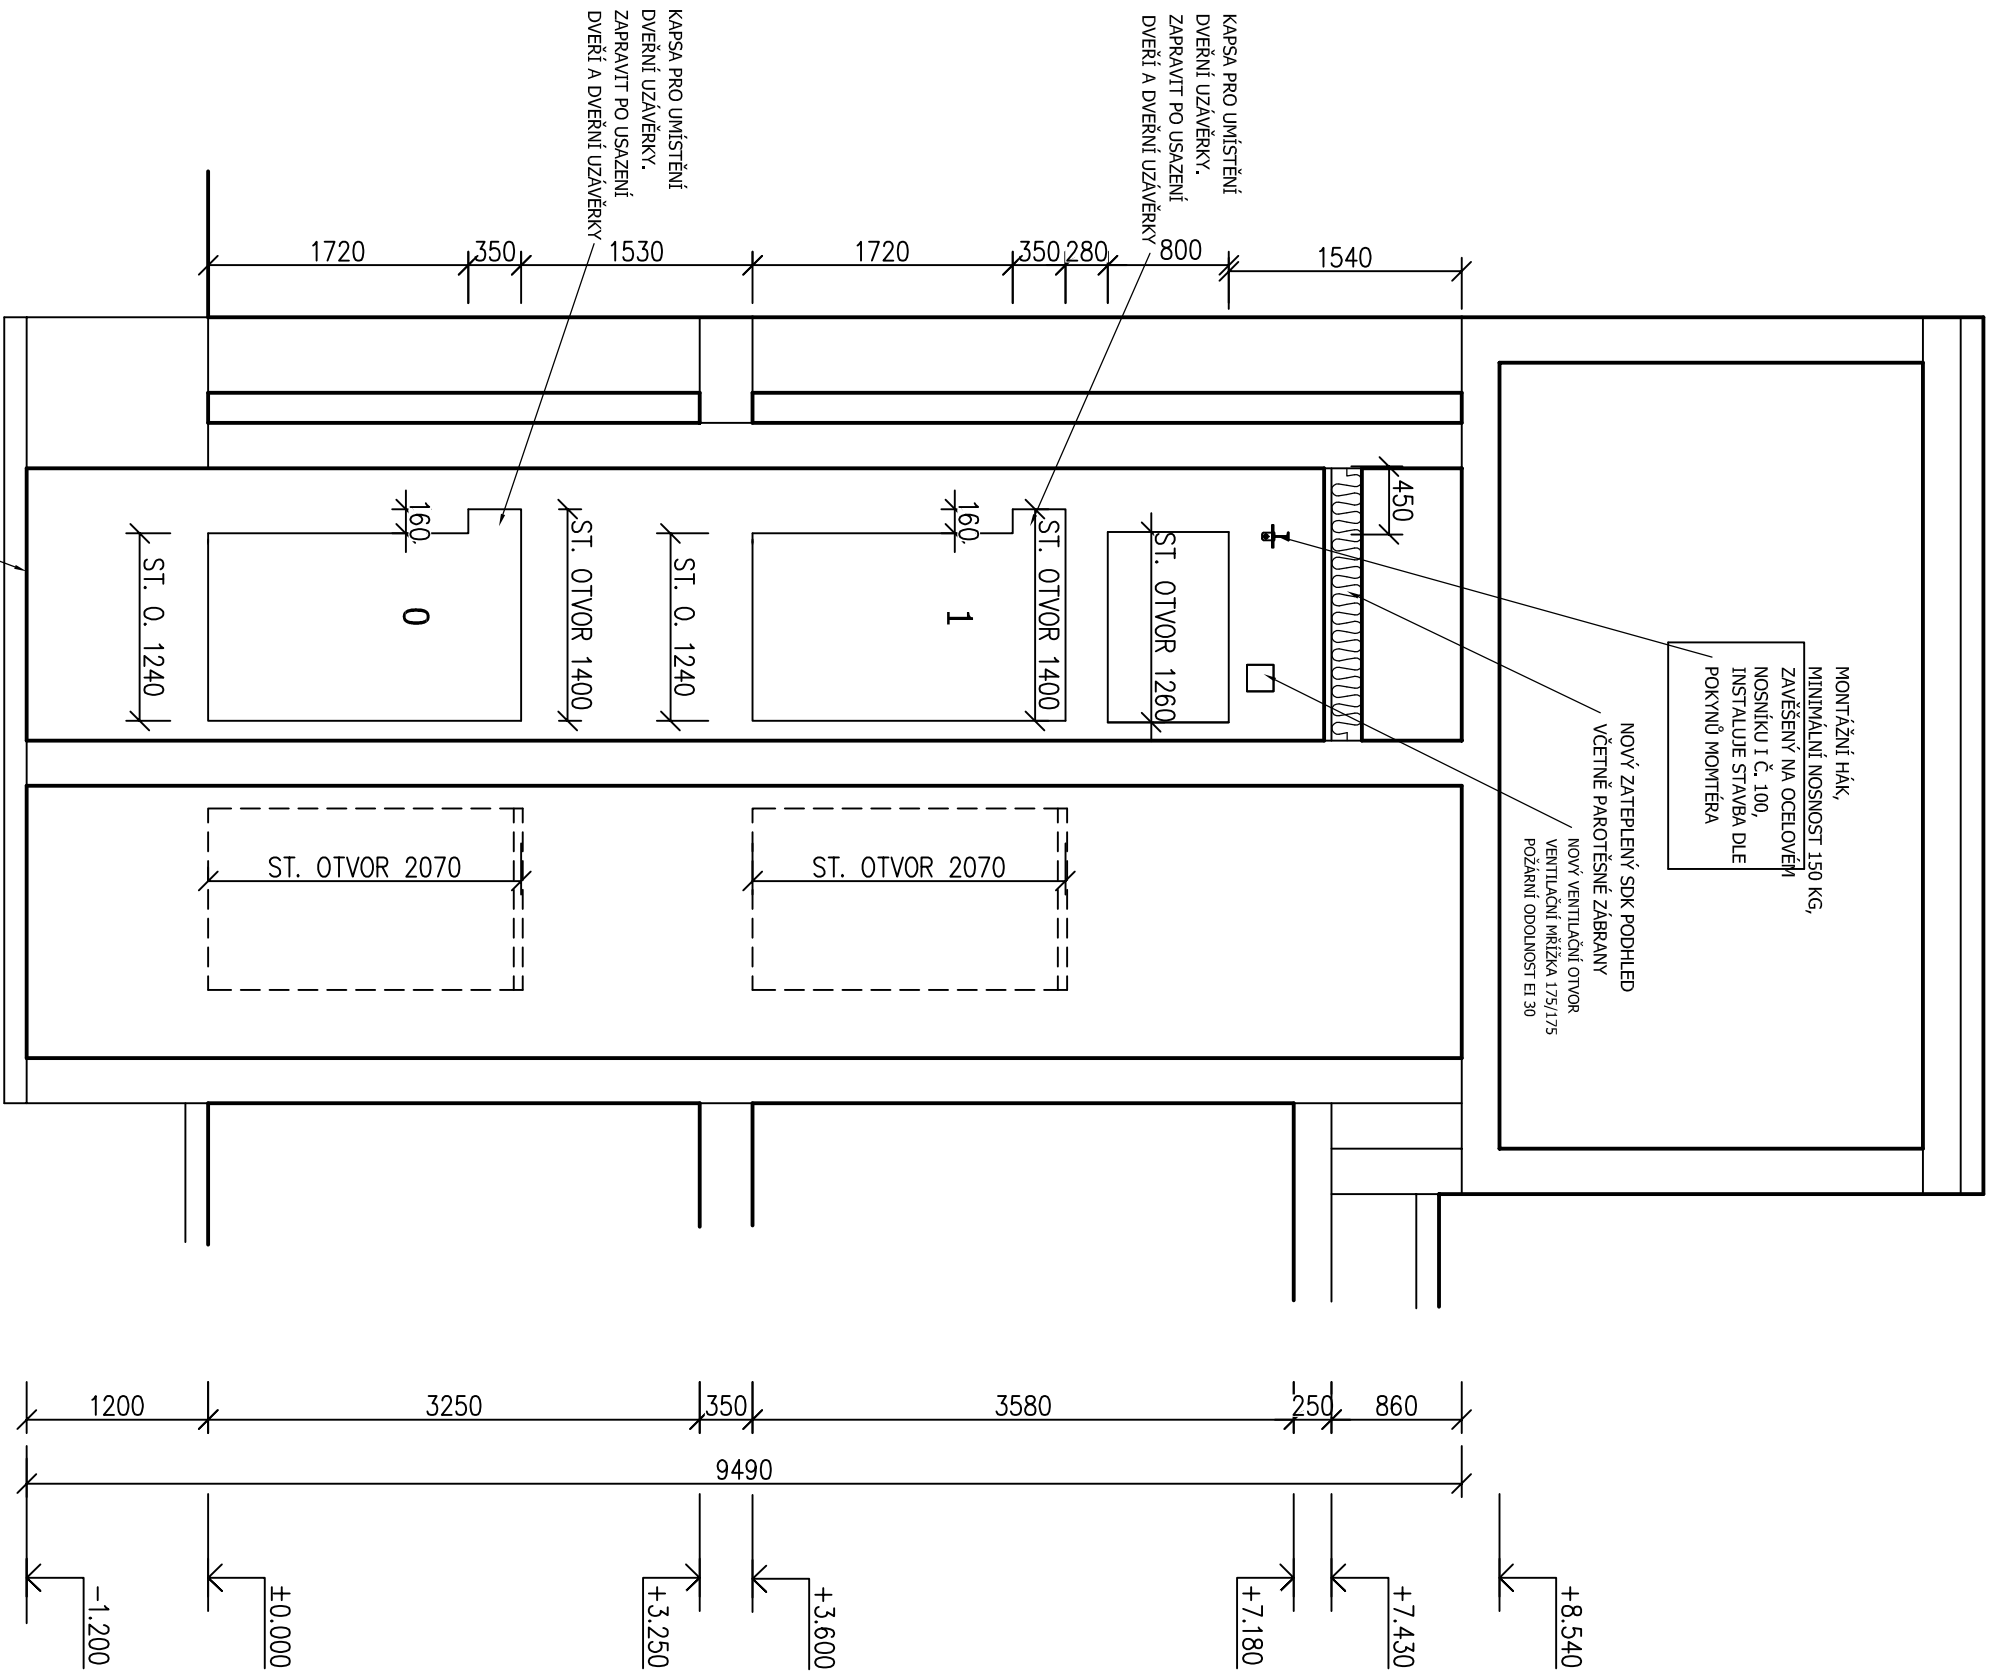 KAPSA PRO UMÍSTĚNÍ
DVEŘNÍ UZÁVĚRKY.
ZAPRAVIT PO USAZENÍ
DVEŘÍ A DVEŘNÍ UZÁVĚRKY
KAPSA PRO UMÍSTĚNÍ
DVEŘNÍ UZÁVĚRKY.
ZAPRAVIT PO USAZENÍ
DVEŘÍ A DVEŘNÍ UZÁVĚRKY
1720
350
1530
1720
350
280
800
1540
450
160
ST. OTVOR 1400
160
ST. OTVOR 1400
ST. OTVOR 1260
0
1
ST. O. 1240
ST. O. 1240
MONTÁŽNÍ HÁK,
MINIMÁLNÍ NOSNOST 150 KG,
ZAVĚŠENÝ NA OCELOVÉM
NOSNÍKU I Č. 100,
INSTALUJE STAVBA DLE
POKYNŮ MOMTÉRA
NOVÝ ZATEPLENÝ SDK PODHLED
VČETNĚ PAROTĚSNÉ ZÁBRANY
NOVÝ VENTILAČNÍ OTVOR
VENTILAČNÍ MŘÍŽKA 175/175
POŽÁRNÍ ODOLNOST EI 30
ST. OTVOR 2070
ST. OTVOR 2070
1200
3250
350
3580
250
860
9490
-1.200
±0.000
+3.250
+3.600
+7.180
+7.430
+8.540